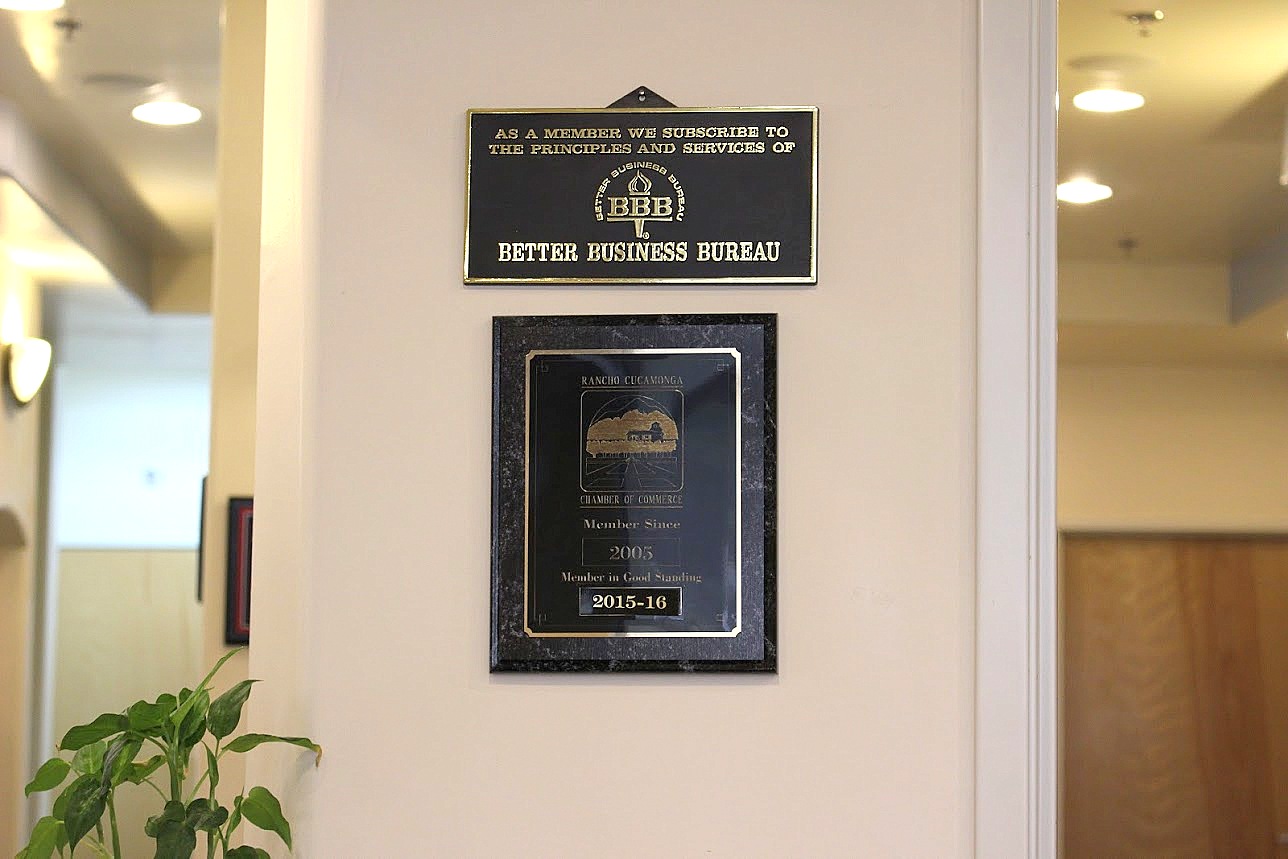 AS A MEMBER WE SUBSCRIBE TO
THE PRINCIPLES AND SERVICES OF
BETTER BUSINESS BUREAU
BBB
BETTER BUSINESS BUREAU
RANCHO CUCAMONGA
CHAMBER OF COMMERCE
Member Since
2005
Member in Good Standing
2015-16